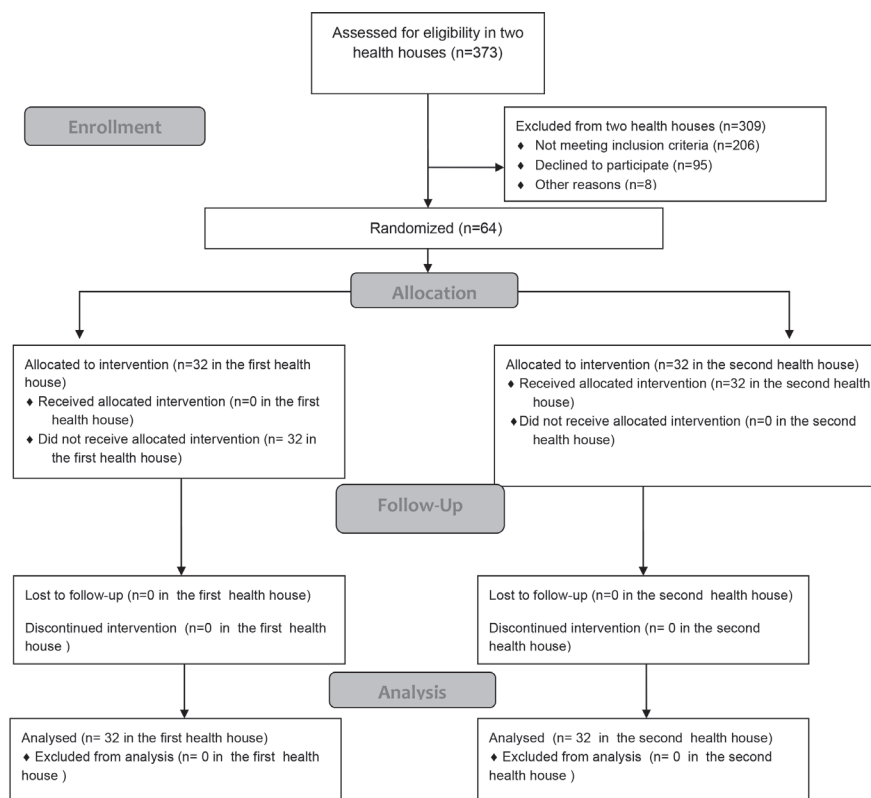 Assessed for eligibility in two
health houses (n=373)
Enrollment
Excluded from two health houses (n=309)
♦ Not meeting inclusion criteria (n=206)
♦ Declined to participate (n=95)
♦ Other reasons (n=8)
Randomized (n=64)
Allocation
Allocated to intervention (n=32 in the first health
house)
♦ Received allocated intervention (n=0 in the first
health house)
♦ Did not receive allocated intervention (n= 32 in
the first health house)
Allocated to intervention (n=32 in the second health house)
♦ Received allocated intervention (n=32 in the second health
house)
♦Did not receive allocated intervention (n=0 in the second
health house)
Follow-Up
Lost to follow-up (n=0 in the first health house)
Discontinued intervention (n=0 in the first health
house )
Lost to follow-up (n=0 in the second health house)
Discontinued intervention (n= 0 in the second
health house)
Analysis
Analysed (n= 32 in the first health house)
♦ Excluded from analysis (n= 0 in the first health
house )
Analysed (n= 32 in the second health house)
♦ Excluded from analysis (n= 0 in the second
health house )